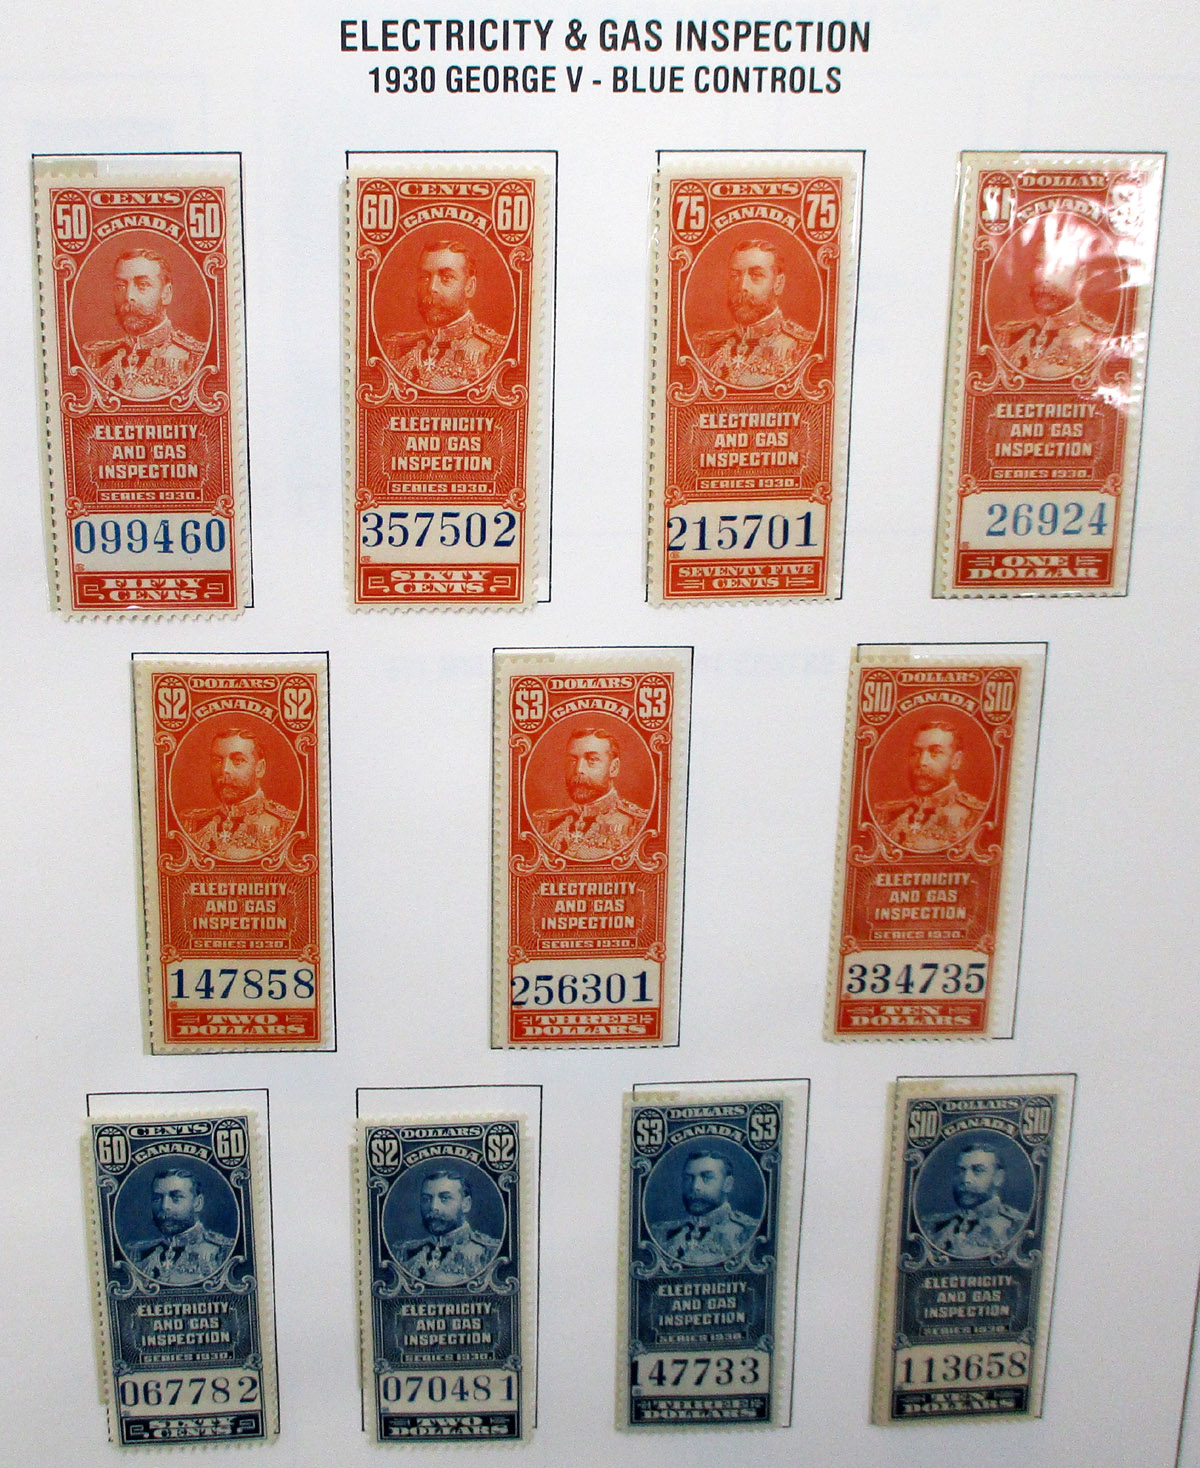 ELECTRICITY & GAS INSPECTION
1930 GEORGE V - BLUE CONTROLS
50 CENTS 50
CANADA
ELECTRICITY
AND GAS
INSPECTION
SERIES 1930.
099460
FIFTY
CENTS
60 CENTS 60
CANADA
ELECTRICITY
AND GAS
INSPECTION
SERIES 1930.
357502
SIXTY
CENTS
75 CENTS 75
CANADA
ELECTRICITY
AND GAS
INSPECTION
SERIES 1930.
215701
SEVENTY FIVE
CENTS
$1 DOLLAR
CANADA
ELECTRICITY
AND GAS
INSPECTION
SERIES 1930.
26924
ONE
DOLLAR
$2 DOLLARS $2
CANADA
ELECTRICITY
AND GAS
INSPECTION
SERIES 1930.
147858
TWO
DOLLARS
$3 DOLLARS $3
CANADA
ELECTRICITY
AND GAS
INSPECTION
SERIES 1930.
256301
THREE
DOLLARS
$10 DOLLARS $10
CANADA
ELECTRICITY
AND GAS
INSPECTION
SERIES 1930.
334735
TEN
DOLLARS
60 CENTS 60
CANADA
ELECTRICITY
AND GAS
INSPECTION
SERIES 1930.
067782
SIXTY
CENTS
$2 DOLLARS $2
CANADA
ELECTRICITY
AND GAS
INSPECTION
SERIES 1930.
070481
TWO
DOLLARS
$3 DOLLARS $3
CANADA
ELECTRICITY
AND GAS
INSPECTION
SERIES 1930.
147733
THREE
DOLLARS
$10 DOLLARS $10
CANADA
ELECTRICITY
AND GAS
INSPECTION
SERIES 1930.
113658
TEN
DOLLARS